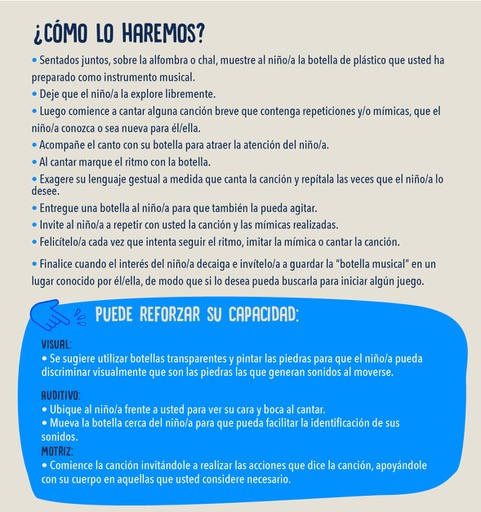 ¿CÓMO LO HAREMOS?
• Sentados juntos, sobre la alfombra o chal, muestre al niño/a la botella de plástico que usted ha
preparado como instrumento musical.
• Deje que el niño/a la explore libremente.
• Luego comience a cantar alguna canción breve que contenga repeticiones y/o mímicas, que el
niño/a conozca o sea nueva para él/ella.
• Acompañe el canto con su botella para atraer la atención del niño/a.
• Al cantar marque el ritmo con la botella.
• Exagere su lenguaje gestual a medida que canta la canción y repítala las veces que el niño/a lo
desee.
• Entregue una botella al niño/a para que también la pueda agitar.
• Invite al niño/a a repetir con usted la canción y las mímicas realizadas.
• Felicítelo/a cada vez que intenta seguir el ritmo, imitar la mímica o cantar la canción.
• Finalice cuando el interés del niño/a decaiga e invítelo/a a guardar la “botella musical” en un
lugar conocido por él/ella, de modo que si lo desea pueda buscarla para iniciar algún juego.
PUEDE REFORZAR SU CAPACIDAD:
VISUAL:
• Se sugiere utilizar botellas transparentes y pintar las piedras para que el niño/a pueda
discriminar visualmente que son las piedras las que generan sonidos al moverse.
AUDITIVO:
• Ubique al niño/a frente a usted para ver su cara y boca al cantar.
• Mueva la botella cerca del niño/a para que pueda facilitar la identificación de sus
sonidos.
MOTRIZ:
• Comience la canción invitándole a realizar las acciones que dice la canción, apoyándole
con su cuerpo en aquellas que usted considere necesario.